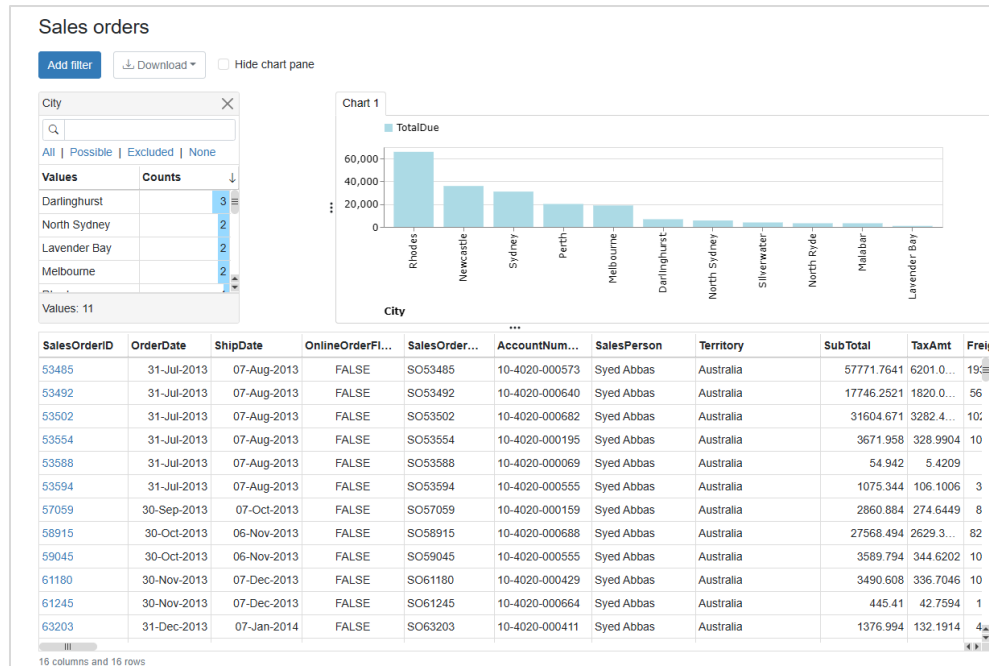 Sales orders
Add filter Download Hide chart pane
City
All | Possible | Excluded | None
Values Counts
Darlinghurst 3
North Sydney 2
Lavender Bay 2
Melbourne 2
Values: 11
Chart 1
TotalDue
60,000
40,000
20,000
0
Rhodes Newcastle Sydney Perth Melbourne Darlinghurst North Sydney Silverwater North Ryde Malabar Lavender Bay
City
SalesOrderID OrderDate ShipDate OnlineOrderFl... SalesOrder... AccountNum... SalesPerson Territory SubTotal TaxAmt Frei
53485 31-Jul-2013 07-Aug-2013 FALSE SO53485 10-4020-000573 Syed Abbas Australia 57771.7641 6201.0... 193
53492 31-Jul-2013 07-Aug-2013 FALSE SO53492 10-4020-000640 Syed Abbas Australia 17746.2521 1820.0... 56
53502 31-Jul-2013 07-Aug-2013 FALSE SO53502 10-4020-000682 Syed Abbas Australia 31604.671 3282.4... 102
53554 31-Jul-2013 07-Aug-2013 FALSE SO53554 10-4020-000195 Syed Abbas Australia 3671.958 328.9904 10
53588 31-Jul-2013 07-Aug-2013 FALSE SO53588 10-4020-000069 Syed Abbas Australia 54.942 5.4209
53594 31-Jul-2013 07-Aug-2013 FALSE SO53594 10-4020-000555 Syed Abbas Australia 1075.344 106.1006 3
57059 30-Sep-2013 07-Oct-2013 FALSE SO57059 10-4020-000159 Syed Abbas Australia 2860.884 274.6449 8
58915 30-Oct-2013 06-Nov-2013 FALSE SO58915 10-4020-000688 Syed Abbas Australia 27568.494 2629.3... 82
59045 30-Oct-2013 06-Nov-2013 FALSE SO59045 10-4020-000555 Syed Abbas Australia 3589.794 344.6202 10
61180 30-Nov-2013 07-Dec-2013 FALSE SO61180 10-4020-000429 Syed Abbas Australia 3490.608 336.7046 10
61245 30-Nov-2013 07-Dec-2013 FALSE SO61245 10-4020-000664 Syed Abbas Australia 445.41 42.7594 1
63203 31-Dec-2013 07-Jan-2014 FALSE SO63203 10-4020-000411 Syed Abbas Australia 1376.994 132.1914 4
16 columns and 16 rows